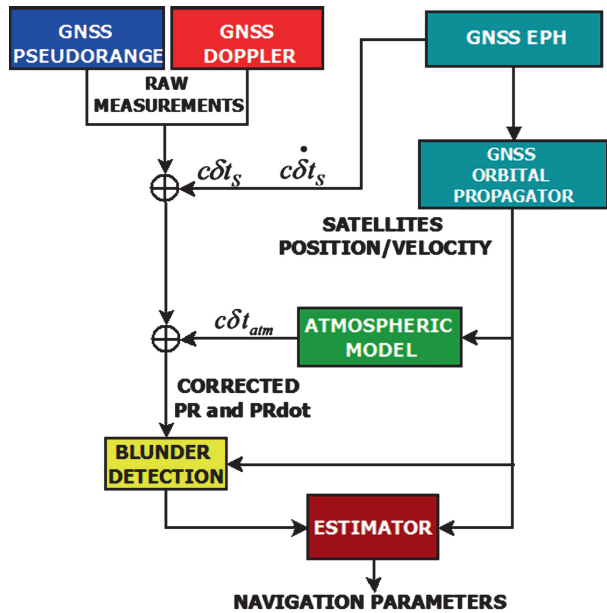 GNSS
PSEUDORANGE
GNSS
DOPPLER
GNSS EPH
RAW
MEASUREMENTS
GNSS
ORBITAL
PROPAGATOR
cδt_S
cδṫ_S
SATELLITES
POSITION/VELOCITY
cδt_atm
ATMOSPHERIC
MODEL
CORRECTED
PR and PRdot
BLUNDER
DETECTION
ESTIMATOR
NAVIGATION PARAMETERS